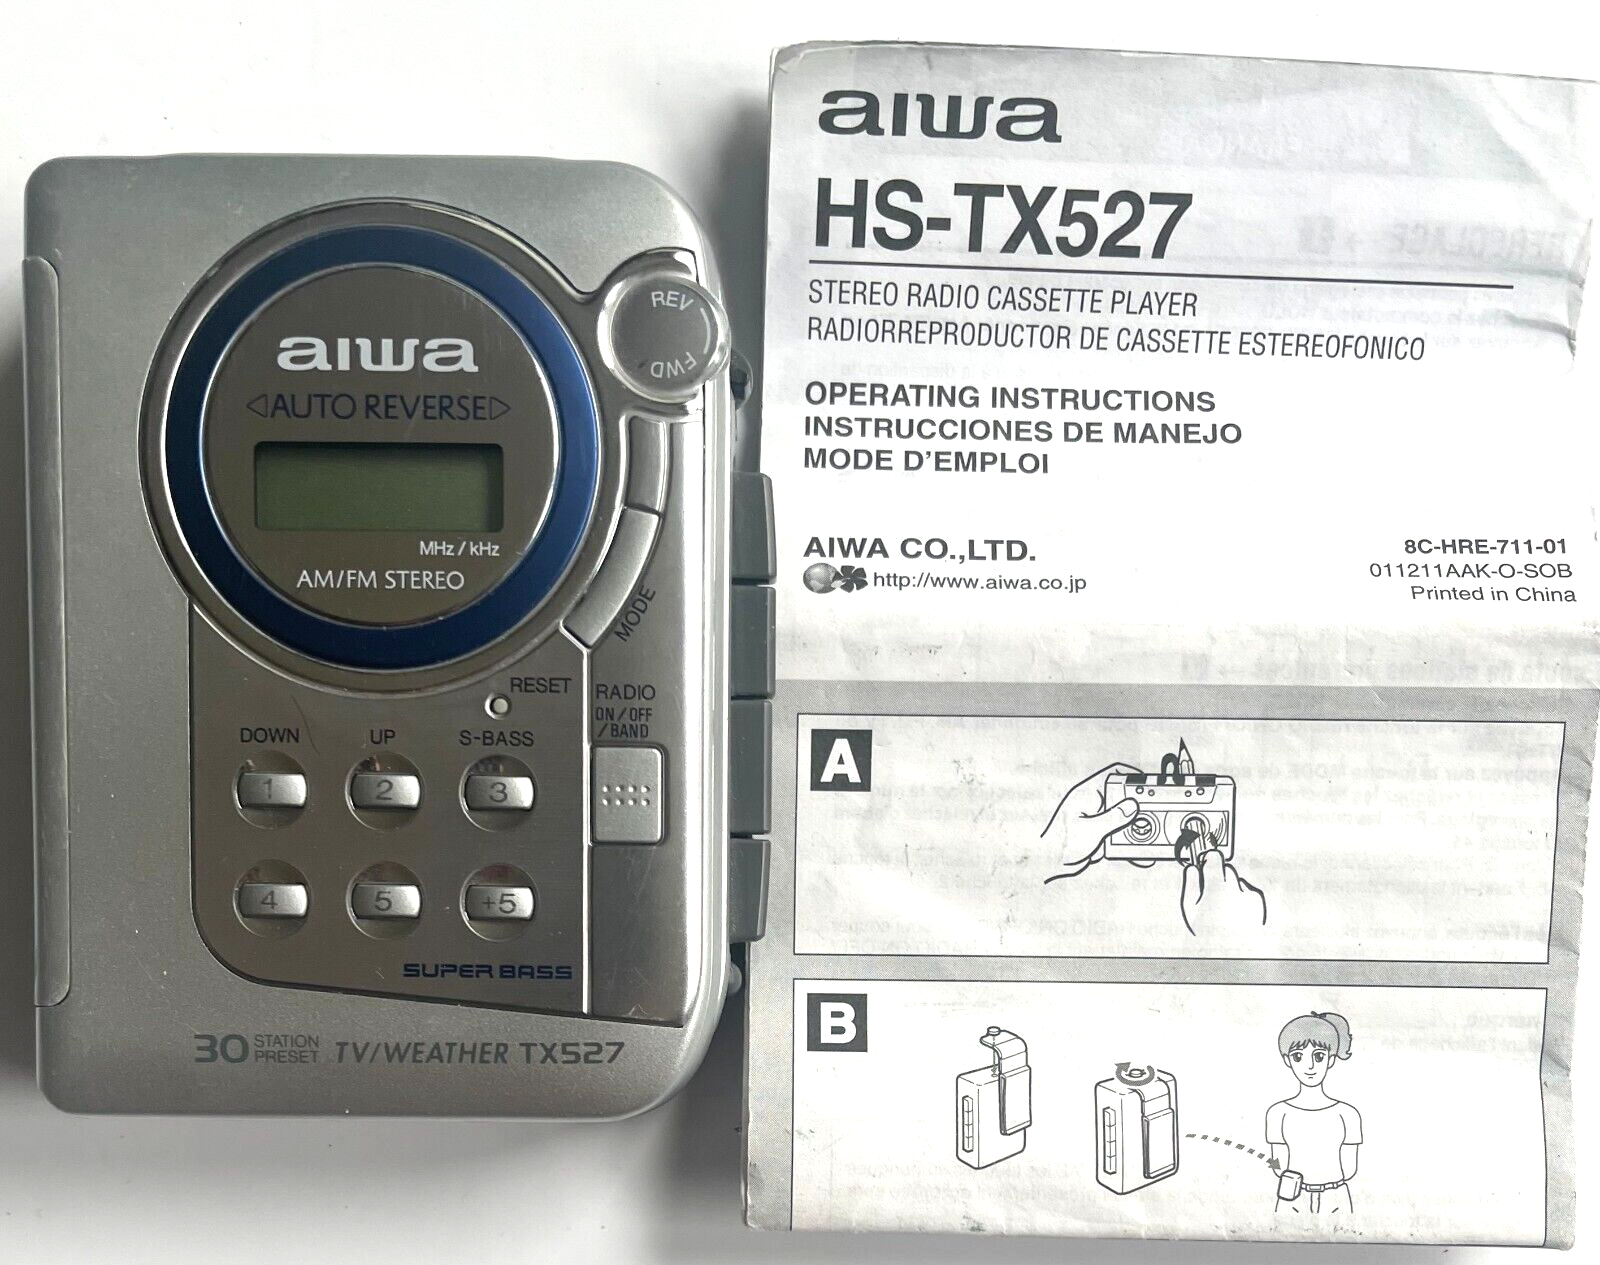 aiwa
AUTO REVERSE
MHz / kHz
AM/FM STEREO
REV
FWD
MODE
RESET
RADIO
ON/OFF
/BAND
DOWN
UP
S-BASS
1
2
3
4
5
+5
SUPER BASS
30 STATION
PRESET
TV/WEATHER TX527
aiwa
HS-TX527
STEREO RADIO CASSETTE PLAYER
RADIORREPRODUCTOR DE CASSETTE ESTEREOFONICO
OPERATING INSTRUCTIONS
INSTRUCCIONES DE MANEJO
MODE D'EMPLOI
AIWA CO.,LTD.
http://www.aiwa.co.jp
8C-HRE-711-01
011211AAK-O-SOB
Printed in China
A
B